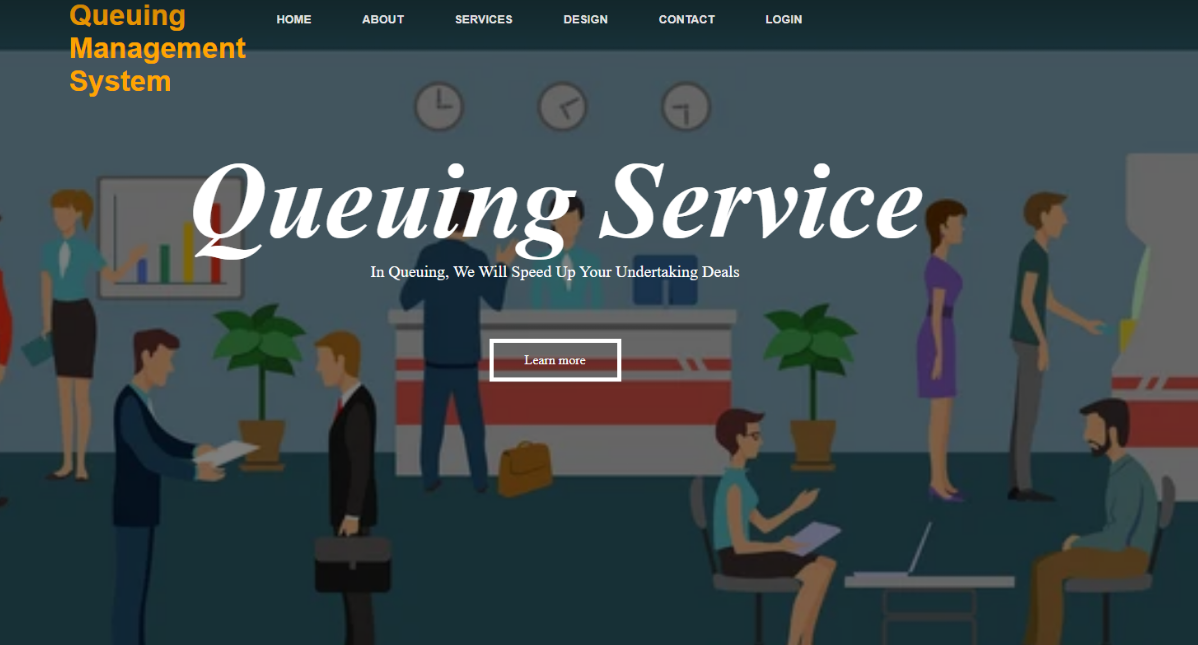 Queuing
Management
System
HOME ABOUT SERVICES DESIGN CONTACT LOGIN
Queuing Service
In Queuing, We Will Speed Up Your Undertaking Deals
Learn more